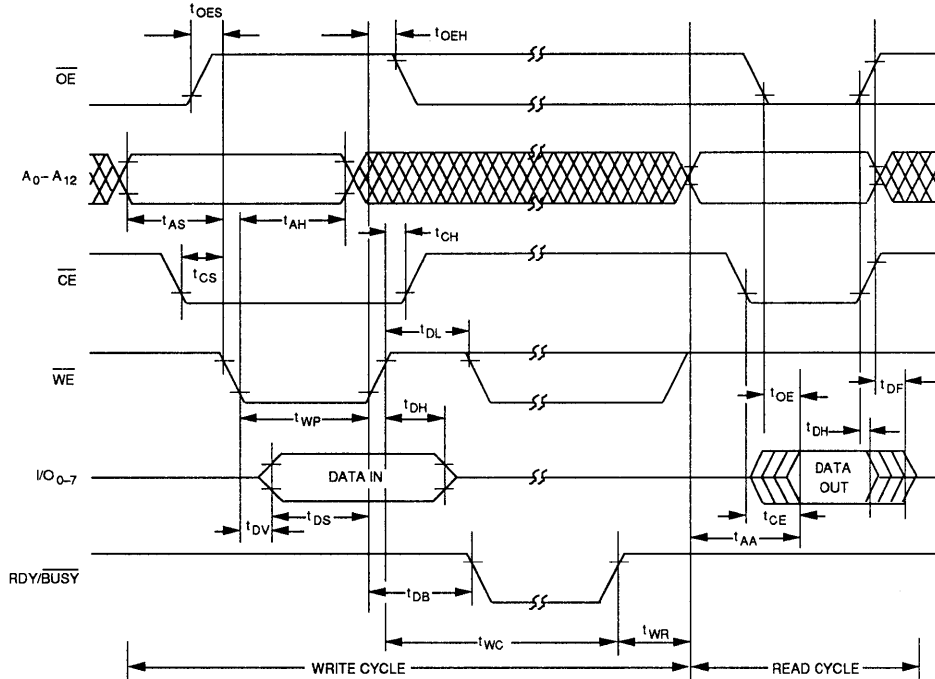 tOES
tOEH
OE
A0–A12
tAS
tAH
tCH
CE
tCS
tDL
WE
tOE
tDF
tWP
tDH
tDH
I/O0–7
DATA IN
DATA OUT
tDV
tDS
tCE
tAA
RDY/BUSY
tDB
tWC
tWR
WRITE CYCLE
READ CYCLE